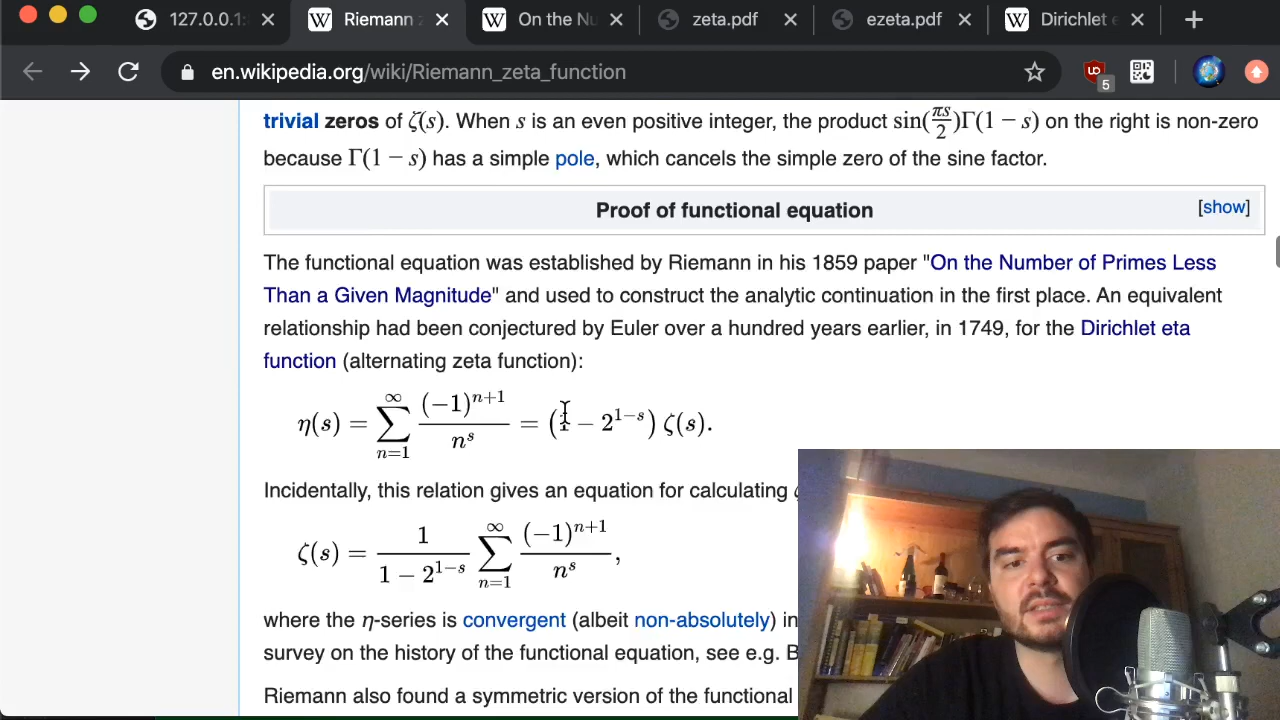 127.0.0.1: Riemann z On the Nu zeta.pdf ezeta.pdf Dirichlet e
en.wikipedia.org/wiki/Riemann_zeta_function
5
trivial zeros of ζ(s). When s is an even positive integer, the product sin(πs/2)Γ(1 − s) on the right is non-zero
because Γ(1 − s) has a simple pole, which cancels the simple zero of the sine factor.
Proof of functional equation [show]
The functional equation was established by Riemann in his 1859 paper "On the Number of Primes Less
Than a Given Magnitude" and used to construct the analytic continuation in the first place. An equivalent
relationship had been conjectured by Euler over a hundred years earlier, in 1749, for the Dirichlet eta
function (alternating zeta function):
η(s) = ∑_{n=1}^{∞} (−1)^{n+1}/n^s = (1 − 2^{1−s}) ζ(s).
Incidentally, this relation gives an equation for calculating
ζ(s) = 1/(1 − 2^{1−s}) ∑_{n=1}^{∞} (−1)^{n+1}/n^s,
where the η-series is convergent (albeit non-absolutely) in
survey on the history of the functional equation, see e.g. B
Riemann also found a symmetric version of the functional